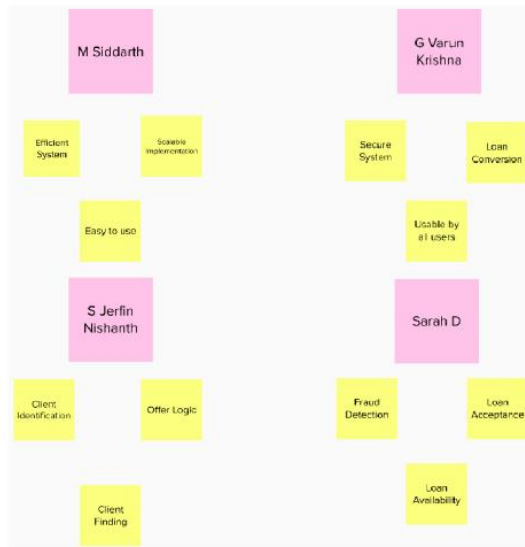 M Siddarth
G Varun
Krishna
Efficient
System
Scalable
Implementation
Secure
System
Loan
Conversion
Easy to use
Usable by
all users
S Jerfin
Nishanth
Sarah D
Client
Identification
Offer Logic
Fraud
Detection
Loan
Acceptance
Client
Finding
Loan
Availability